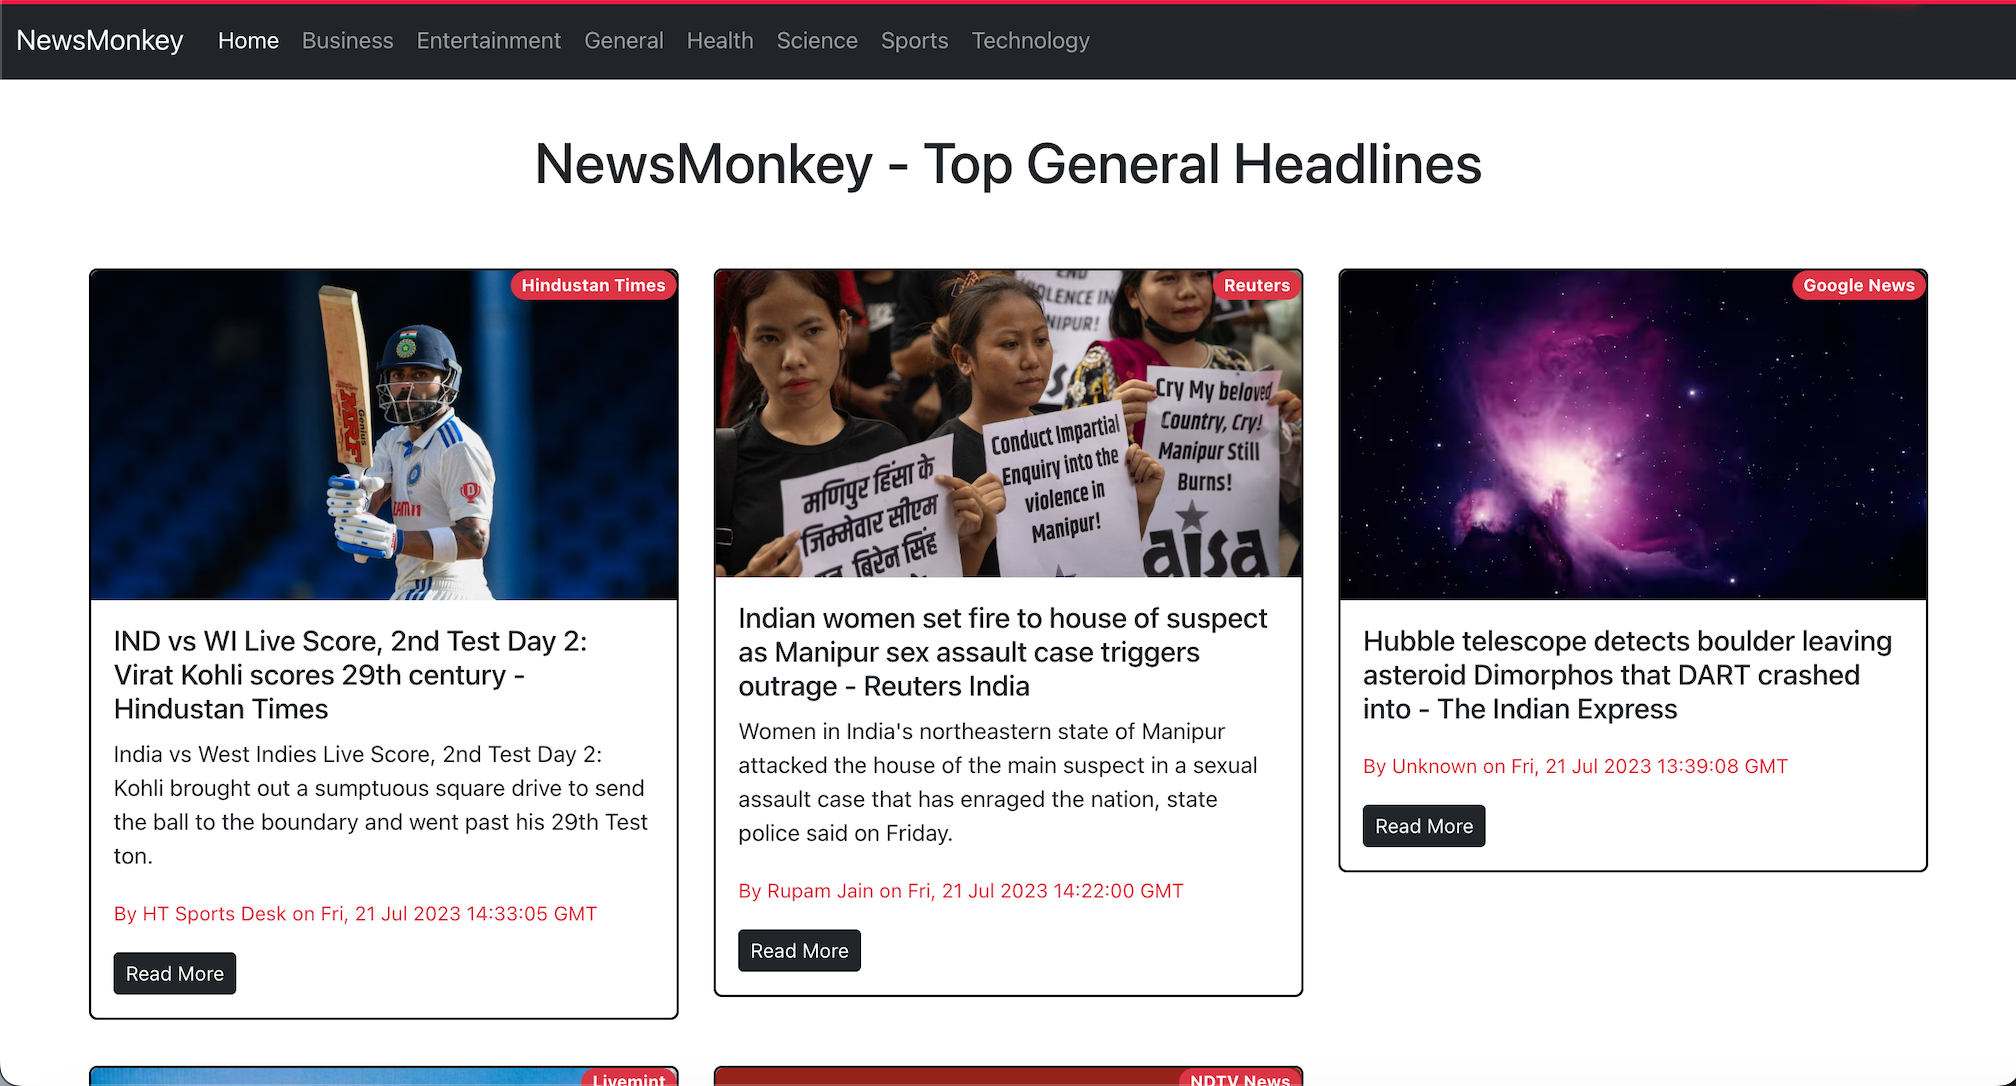 NewsMonkey Home Business Entertainment General Health Science Sports Technology
NewsMonkey - Top General Headlines
Hindustan Times
MRF
Genius
IND vs WI Live Score, 2nd Test Day 2:
Virat Kohli scores 29th century -
Hindustan Times
India vs West Indies Live Score, 2nd Test Day 2:
Kohli brought out a sumptuous square drive to send
the ball to the boundary and went past his 29th Test
ton.
By HT Sports Desk on Fri, 21 Jul 2023 14:33:05 GMT
Read More
Reuters
END
VIOLENCE IN
MANIPUR!
मणिपुर हिंसा के
जिम्मेवार सीएम
बिरेन सिंह
Conduct Impartial
Enquiry into the
violence in
Manipur!
Cry My beloved
Country, Cry!
Manipur Still
Burns!
aisa
Indian women set fire to house of suspect
as Manipur sex assault case triggers
outrage - Reuters India
Women in India's northeastern state of Manipur
attacked the house of the main suspect in a sexual
assault case that has enraged the nation, state
police said on Friday.
By Rupam Jain on Fri, 21 Jul 2023 14:22:00 GMT
Read More
Google News
Hubble telescope detects boulder leaving
asteroid Dimorphos that DART crashed
into - The Indian Express
By Unknown on Fri, 21 Jul 2023 13:39:08 GMT
Read More
Livemint
NDTV News